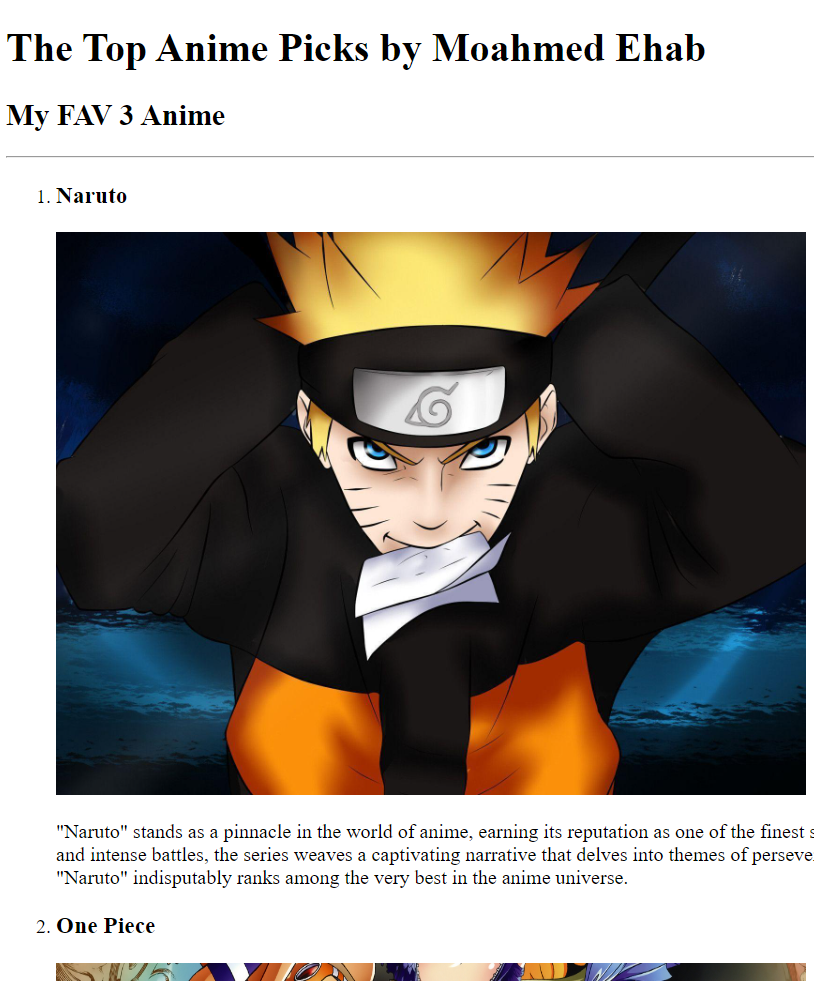 The Top Anime Picks by Moahmed Ehab
My FAV 3 Anime
1. Naruto
"Naruto" stands as a pinnacle in the world of anime, earning its reputation as one of the finest
and intense battles, the series weaves a captivating narrative that delves into themes of
"Naruto" indisputably ranks among the very best in the anime universe.
2. One Piece